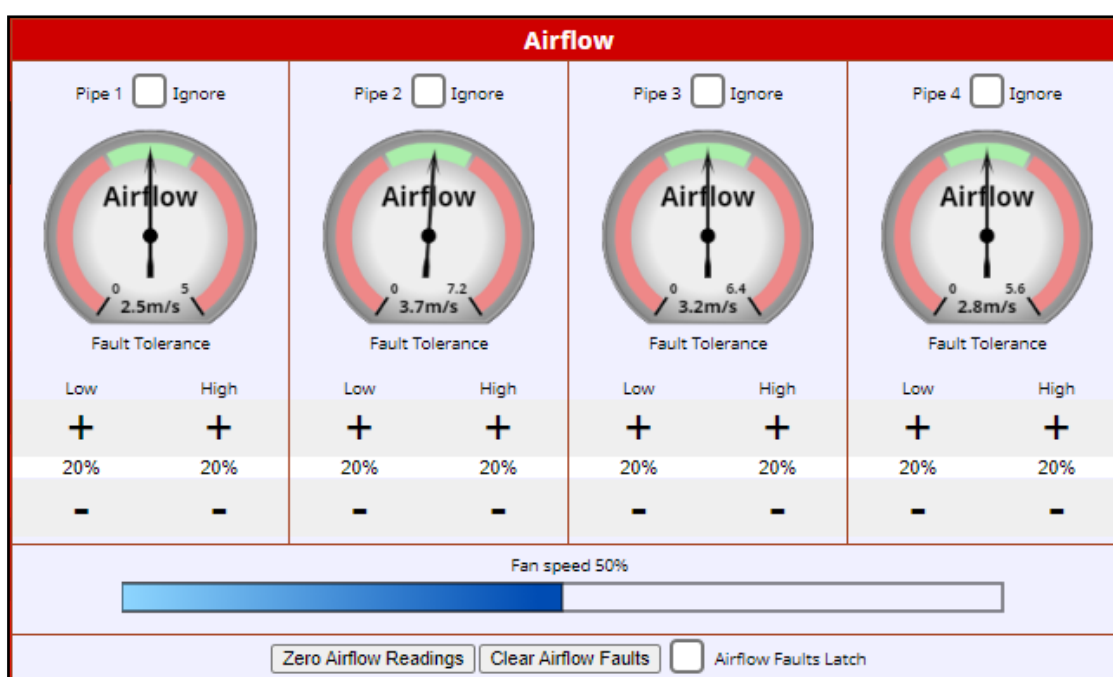 Airflow
Pipe 1 Ignore Pipe 2 Ignore Pipe 3 Ignore Pipe 4 Ignore
Airflow Airflow Airflow Airflow
0 5 0 7.2 0 6.4 0 5.6
2.5m/s 3.7m/s 3.2m/s 2.8m/s
Fault Tolerance Fault Tolerance Fault Tolerance Fault Tolerance
Low High Low High Low High Low High
+ + + + + + + +
20% 20% 20% 20% 20% 20% 20% 20%
- - - - - - - -
Fan speed 50%
Zero Airflow Readings Clear Airflow Faults Airflow Faults Latch